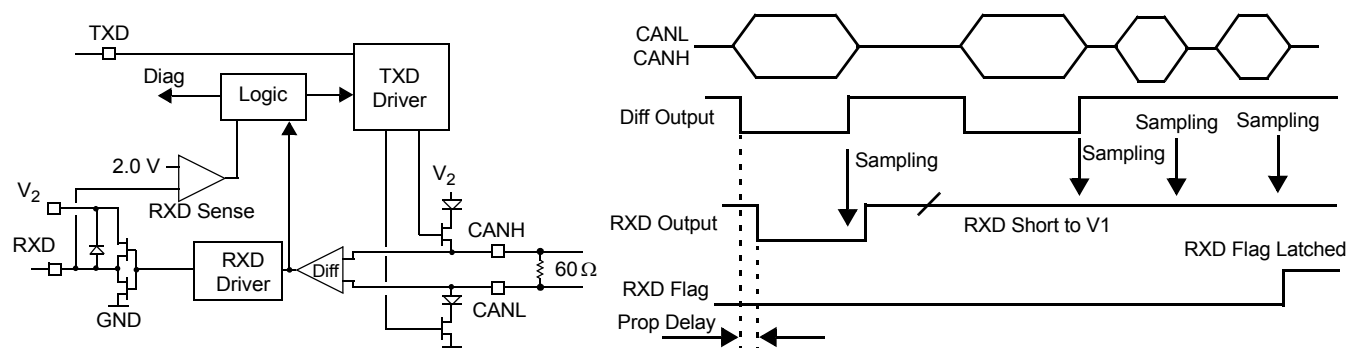 TXD
Diag
Logic
TXD
Driver
2.0 V
V2
RXD Sense
V2
RXD
RXD
Driver
Diff
CANH
60 Ω
CANL
GND
CANL
CANH
Diff Output
Sampling
Sampling
Sampling
Sampling
RXD Output
RXD Short to V1
RXD Flag Latched
RXD Flag
Prop Delay